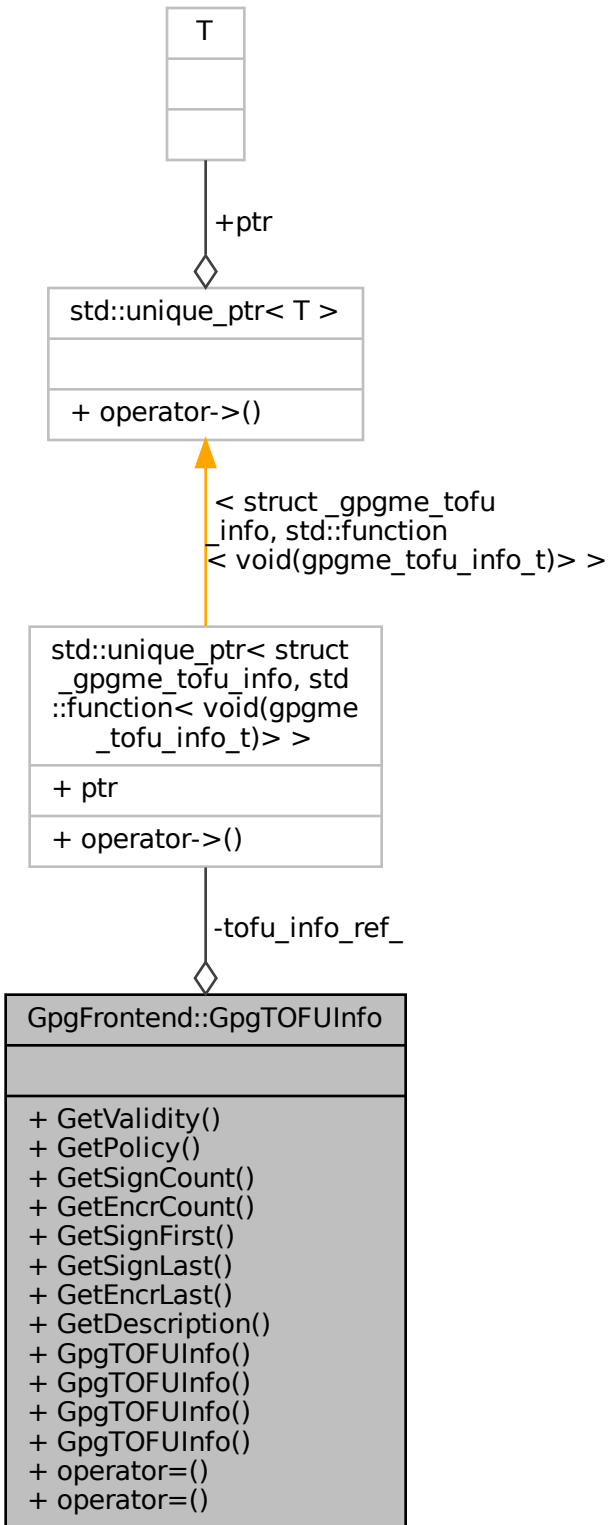 T
+ptr
std::unique_ptr< T >
+ operator->()
< struct _gpgme_tofu
_info, std::function
< void(gpgme_tofu_info_t)> >
std::unique_ptr< struct
_gpgme_tofu_info, std
::function< void(gpgme
_tofu_info_t)> >
+ ptr
+ operator->()
-tofu_info_ref_
GpgFrontend::GpgTOFUInfo
+ GetValidity()
+ GetPolicy()
+ GetSignCount()
+ GetEncrCount()
+ GetSignFirst()
+ GetSignLast()
+ GetEncrLast()
+ GetDescription()
+ GpgTOFUInfo()
+ GpgTOFUInfo()
+ GpgTOFUInfo()
+ GpgTOFUInfo()
+ operator=()
+ operator=()